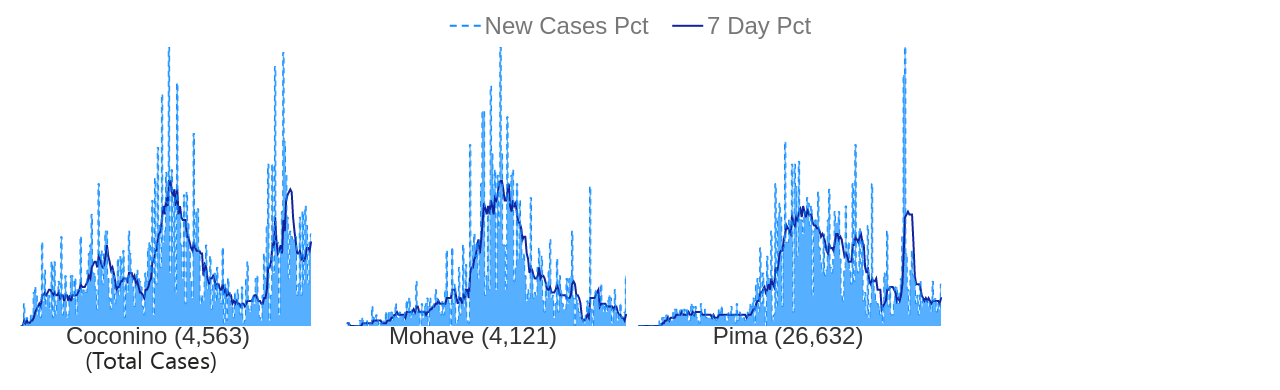 New Cases Pct 7 Day Pct
Coconino (4,563) Mohave (4,121) Pima (26,632)
(Total Cases)